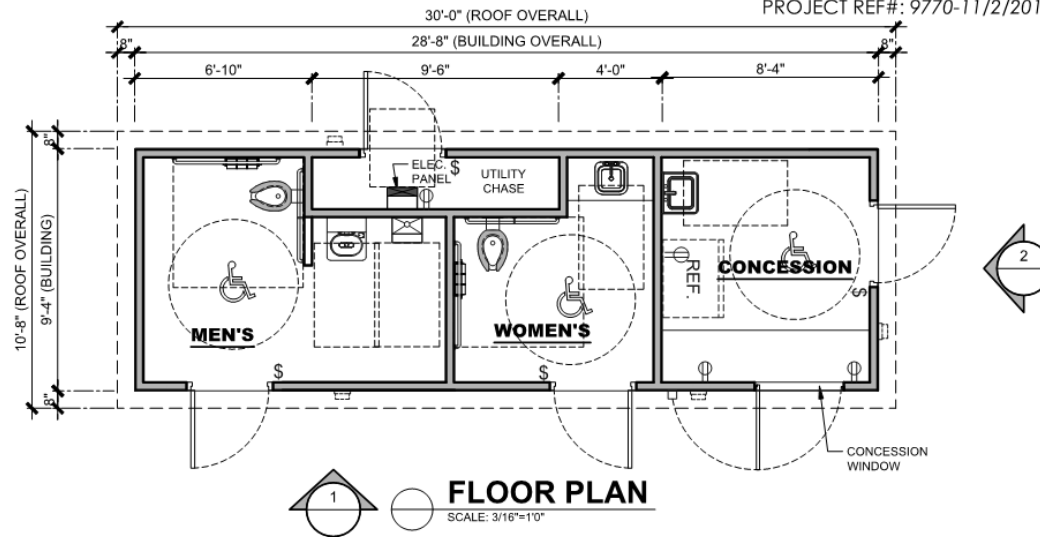 PROJECT REF#: 9770-11/2/201
30'-0" (ROOF OVERALL)
8"
28'-8" (BUILDING OVERALL)
8"
6'-10"
9'-6"
4'-0"
8'-4"
10'-8" (ROOF OVERALL)
8"
9'-4" (BUILDING)
8"
ELEC.
PANEL
$
UTILITY
CHASE
MEN'S
$
WOMEN'S
$
REF.
CONCESSION
$
2
CONCESSION
WINDOW
1
FLOOR PLAN
SCALE: 3/16"=1'0"